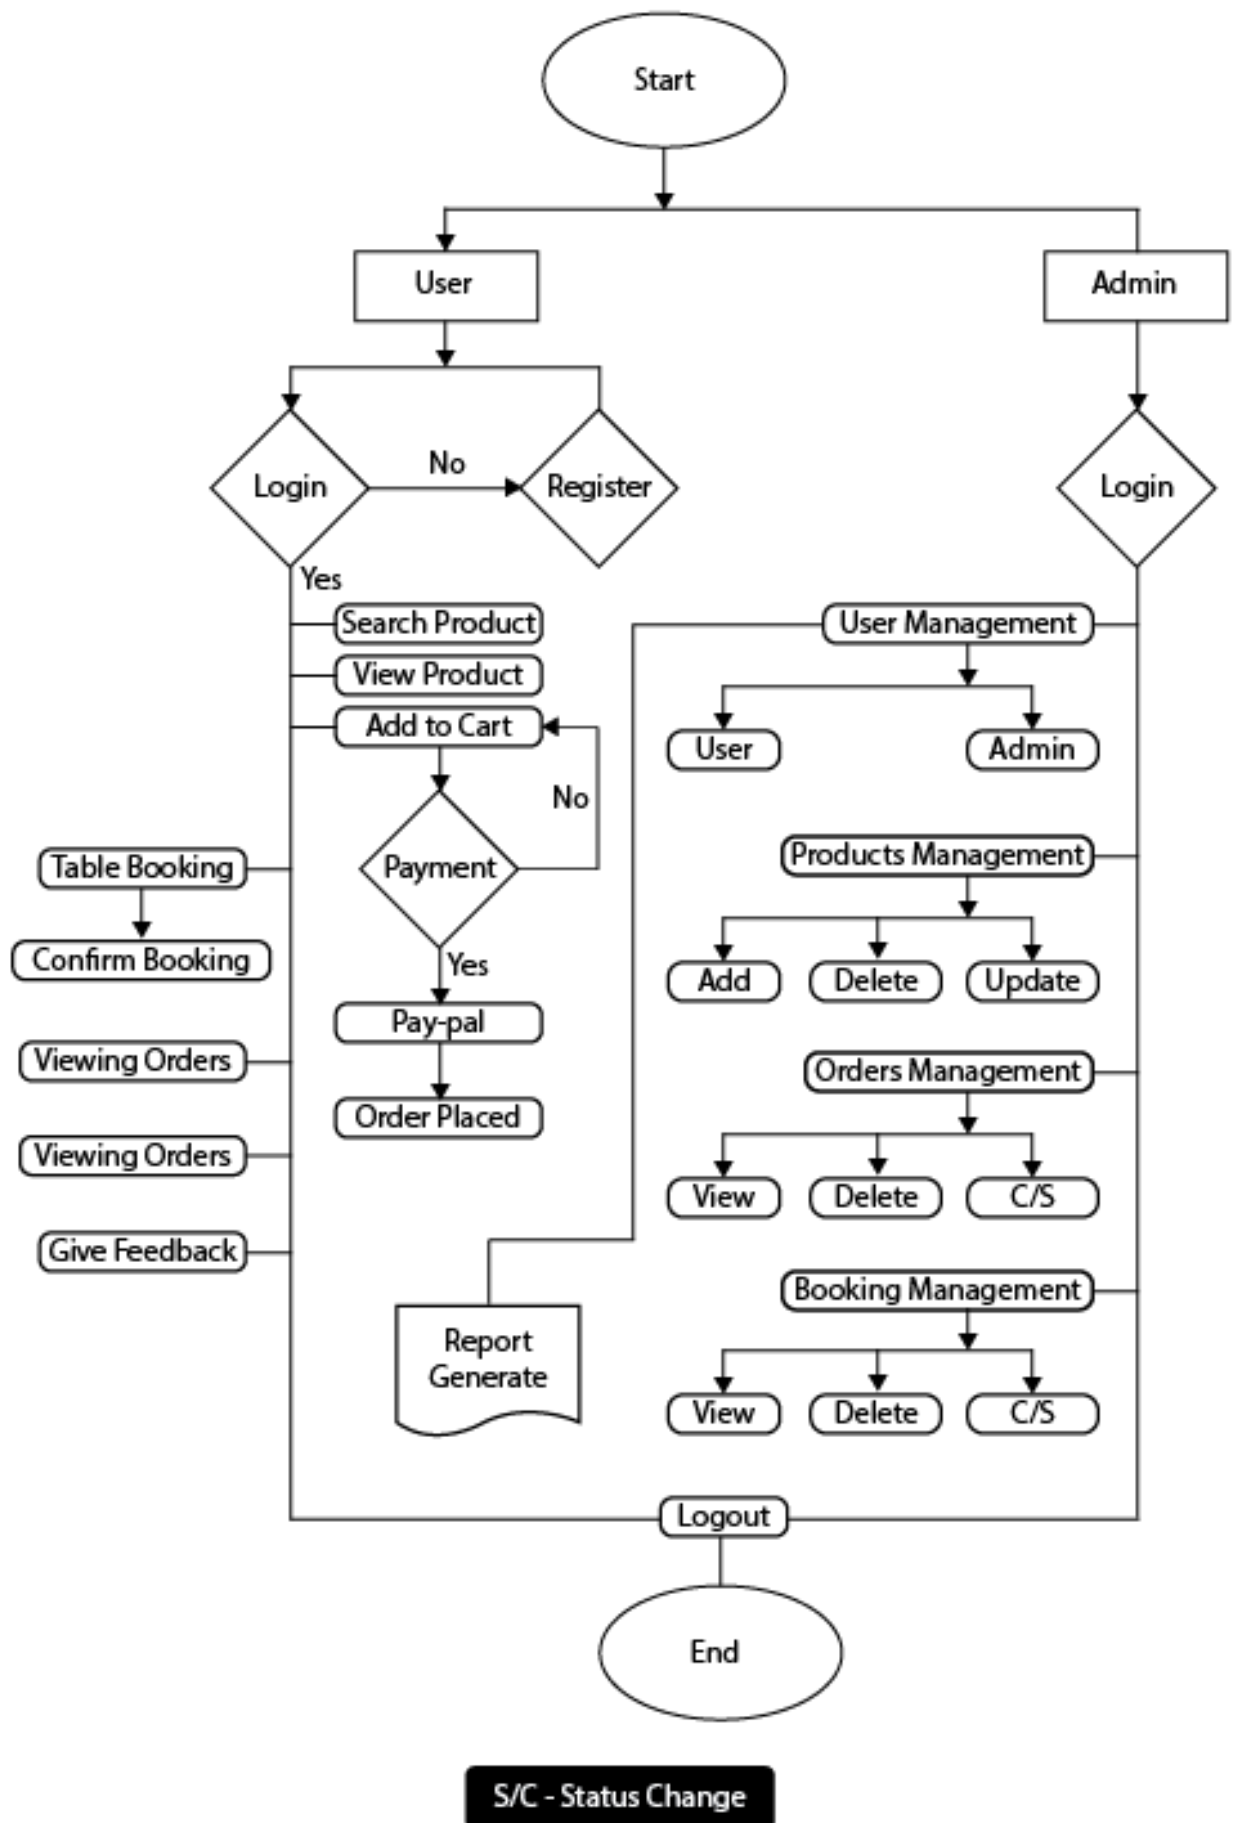 Start
User
Admin
Login
No
Register
Login
Yes
Search Product
User Management
View Product
Add to Cart
User
Admin
No
Payment
Table Booking
Products Management
Confirm Booking
Yes
Add
Delete
Update
Pay-pal
Viewing Orders
Orders Management
Order Placed
Viewing Orders
View
Delete
C/S
Give Feedback
Booking Management
Report
Generate
View
Delete
C/S
Logout
End
S/C - Status Change